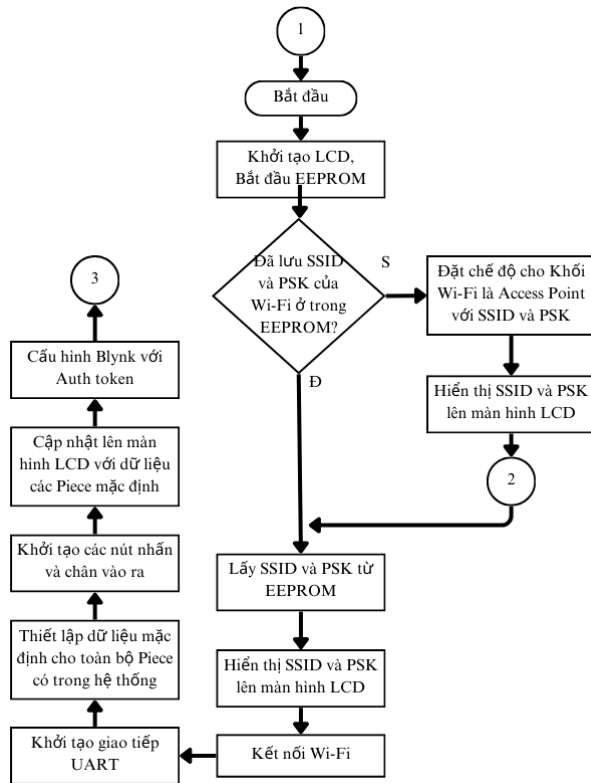 1
Bắt đầu
Khởi tạo LCD,
Bắt đầu EEPROM
Đã lưu SSID
và PSK của
Wi-Fi ở trong
EEPROM?
S
Đ
Đặt chế độ cho Khối
Wi-Fi là Access Point
với SSID và PSK
Hiển thị SSID và PSK
lên màn hình LCD
2
Lấy SSID và PSK từ
EEPROM
Hiển thị SSID và PSK
lên màn hình LCD
Kết nối Wi-Fi
Khởi tạo giao tiếp
UART
Thiết lập dữ liệu mặc
định cho toàn bộ Piece
có trong hệ thống
Khởi tạo các nút nhấn
và chân vào ra
Cập nhật lên màn
hình LCD với dữ liệu
các Piece mặc định
Cấu hình Blynk với
Auth token
3